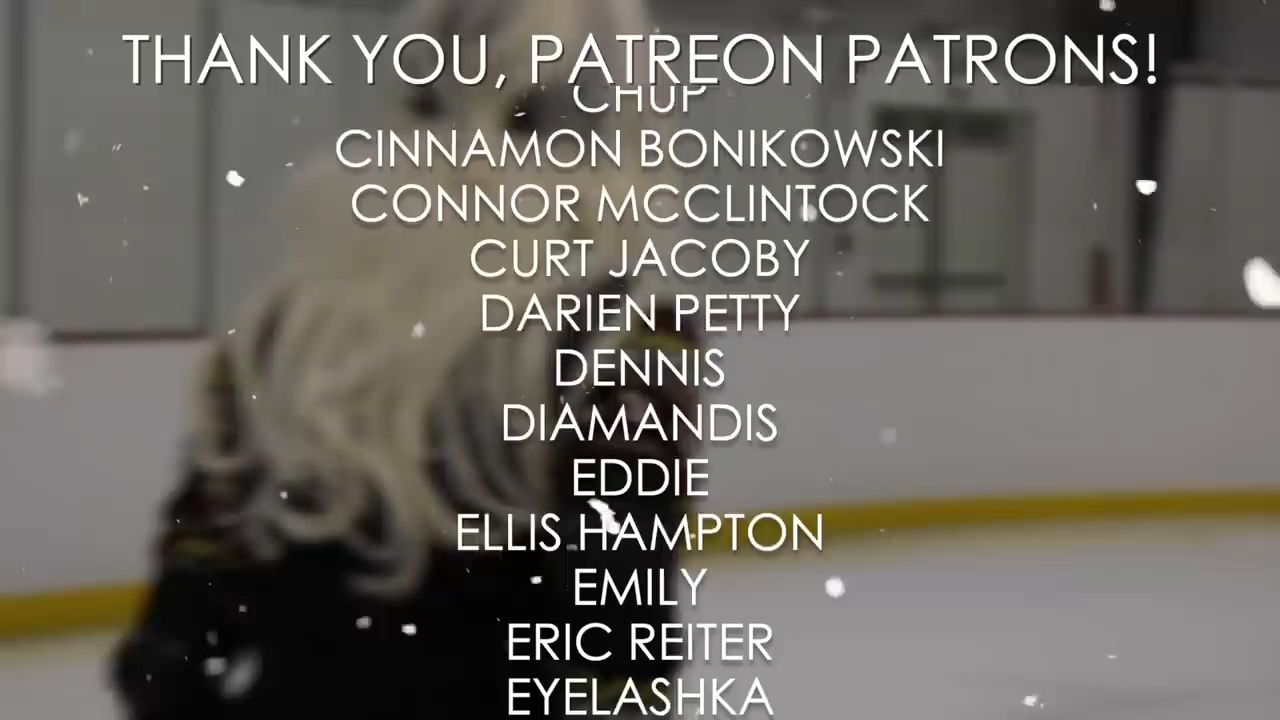 THANK YOU, PATREON PATRONS!
CHUP
CINNAMON BONIKOWSKI
CONNOR MCCLINTOCK
CURT JACOBY
DARIEN PETTY
DENNIS
DIAMANDIS
EDDIE
ELLIS HAMPTON
EMILY
ERIC REITER
EYELASHKA